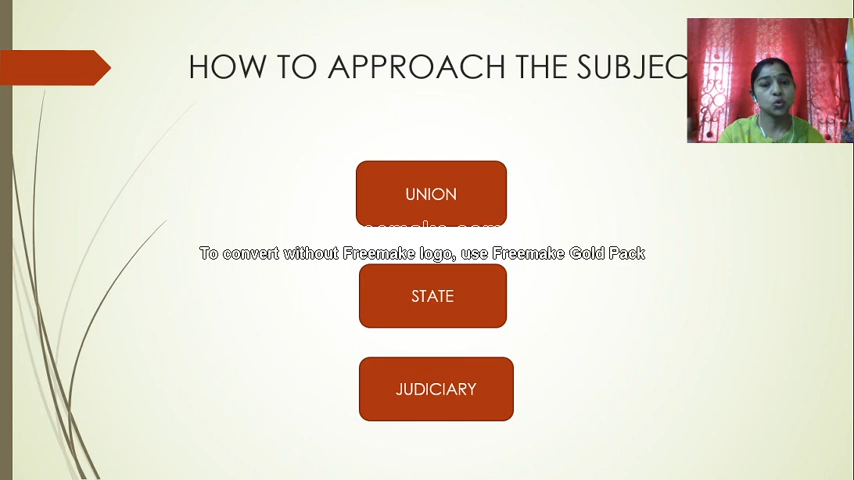 HOW TO APPROACH THE SUBJEC
UNION
To convert without Freemake logo, use Freemake Gold Pack
STATE
JUDICIARY